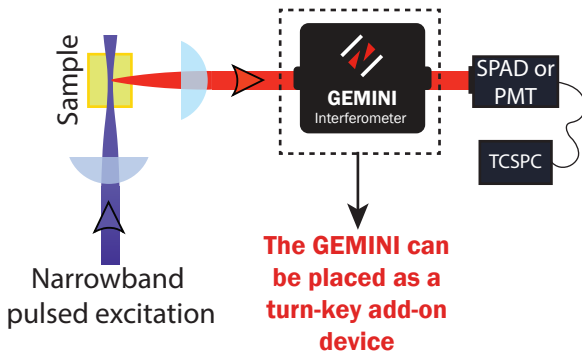 Sample
GEMINI
Interferometer
SPAD or
PMT
TCSPC
Narrowband
pulsed excitation
The GEMINI can
be placed as a
turn-key add-on
device